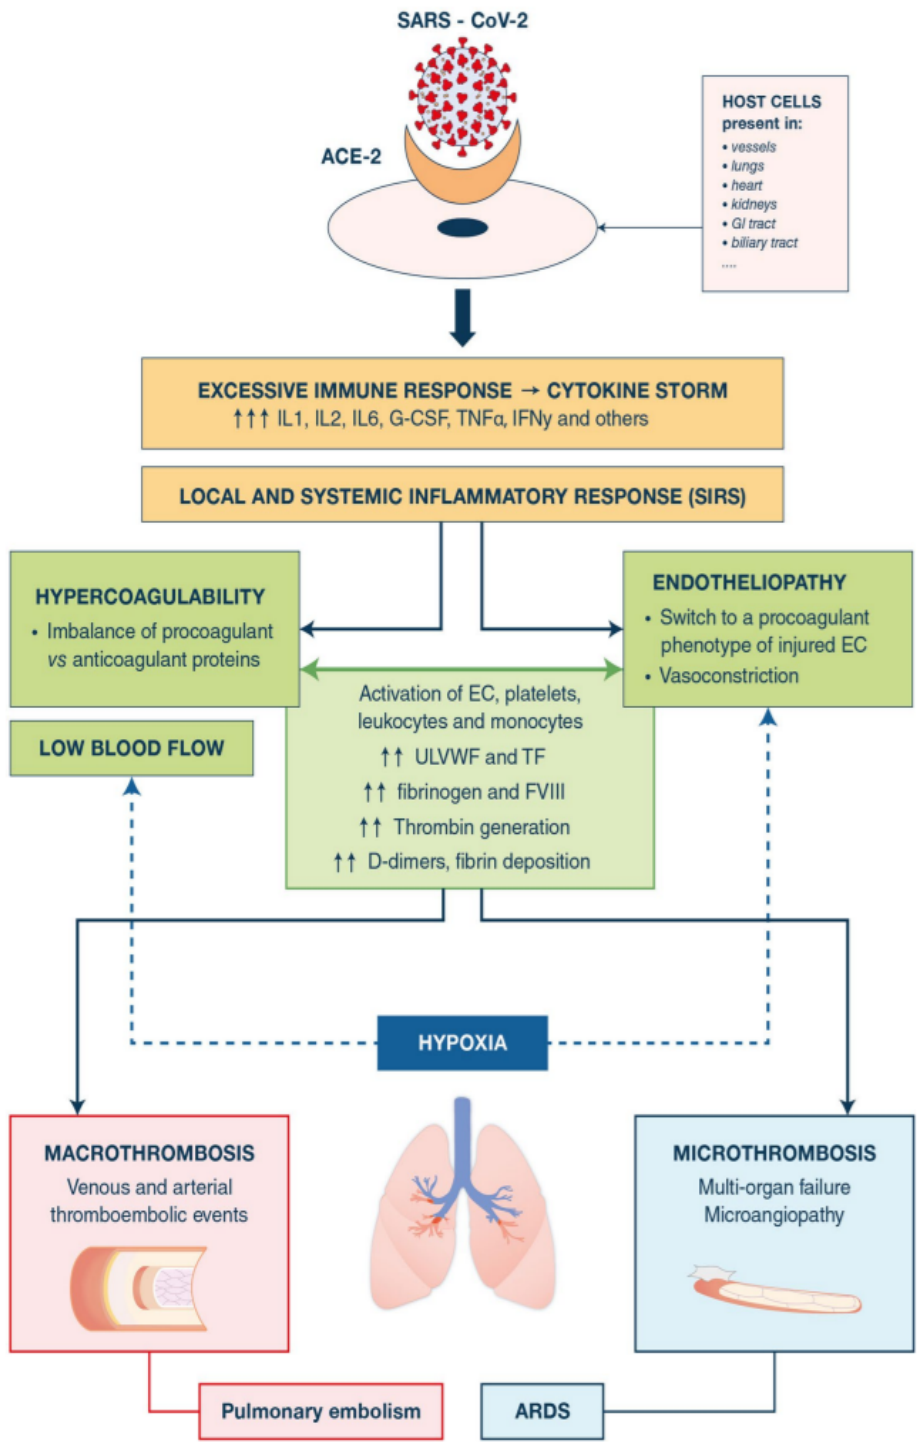 SARS - CoV-2
ACE-2
HOST CELLS
present in:
• vessels
• lungs
• heart
• kidneys
• GI tract
• biliary tract
....
EXCESSIVE IMMUNE RESPONSE → CYTOKINE STORM
↑↑↑ IL1, IL2, IL6, G-CSF, TNFα, IFNy and others
LOCAL AND SYSTEMIC INFLAMMATORY RESPONSE (SIRS)
HYPERCOAGULABILITY
• Imbalance of procoagulant
vs anticoagulant proteins
ENDOTHELIOPATHY
• Switch to a procoagulant
phenotype of injured EC
• Vasoconstriction
LOW BLOOD FLOW
Activation of EC, platelets,
leukocytes and monocytes
↑↑ ULVWF and TF
↑↑ fibrinogen and FVIII
↑↑ Thrombin generation
↑↑ D-dimers, fibrin deposition
HYPOXIA
MACROTHROMBOSIS
Venous and arterial
thromboembolic events
MICROTHROMBOSIS
Multi-organ failure
Microangiopathy
Pulmonary embolism
ARDS